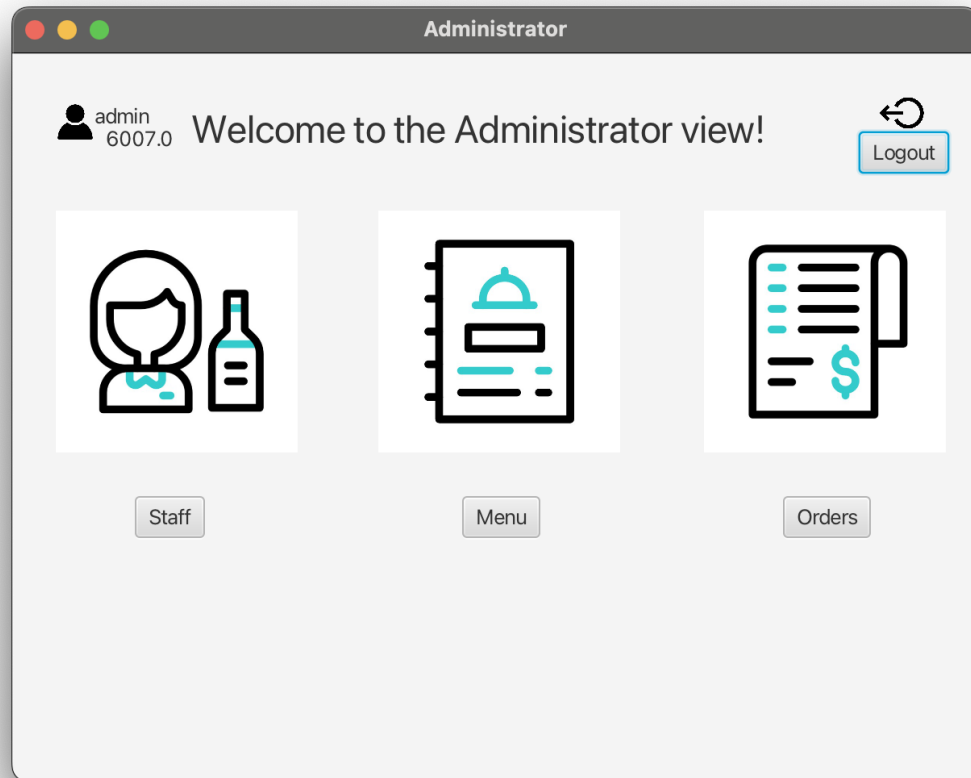 Administrator
admin
6007.0
Welcome to the Administrator view!
Logout
$
Staff
Menu
Orders